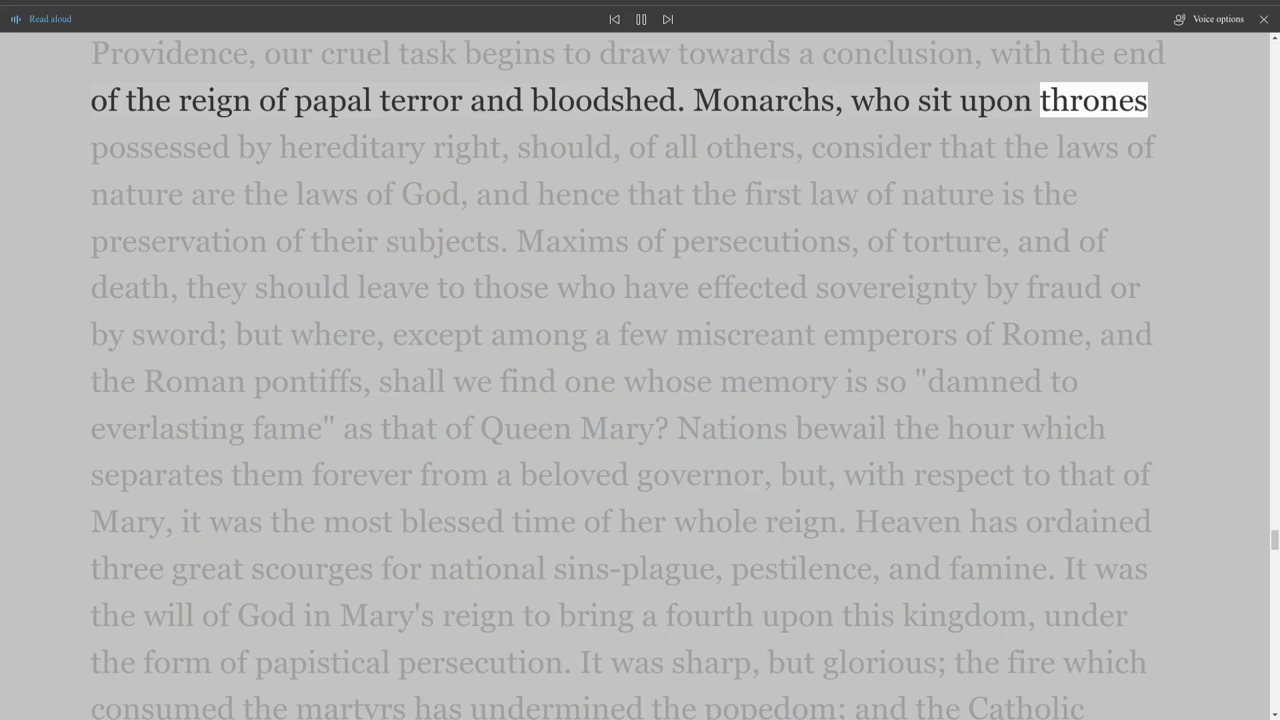 Read aloud
Voice options
Providence, our cruel task begins to draw towards a conclusion, with the end
of the reign of papal terror and bloodshed. Monarchs, who sit upon thrones
possessed by hereditary right, should, of all others, consider that the laws of
nature are the laws of God, and hence that the first law of nature is the
preservation of their subjects. Maxims of persecutions, of torture, and of
death, they should leave to those who have effected sovereignty by fraud or
by sword; but where, except among a few miscreant emperors of Rome, and
the Roman pontiffs, shall we find one whose memory is so "damned to
everlasting fame" as that of Queen Mary? Nations bewail the hour which
separates them forever from a beloved governor, but, with respect to that of
Mary, it was the most blessed time of her whole reign. Heaven has ordained
three great scourges for national sins-plague, pestilence, and famine. It was
the will of God in Mary's reign to bring a fourth upon this kingdom, under
the form of papistical persecution. It was sharp, but glorious; the fire which
consumed the martyrs has undermined the popedom; and the Catholic